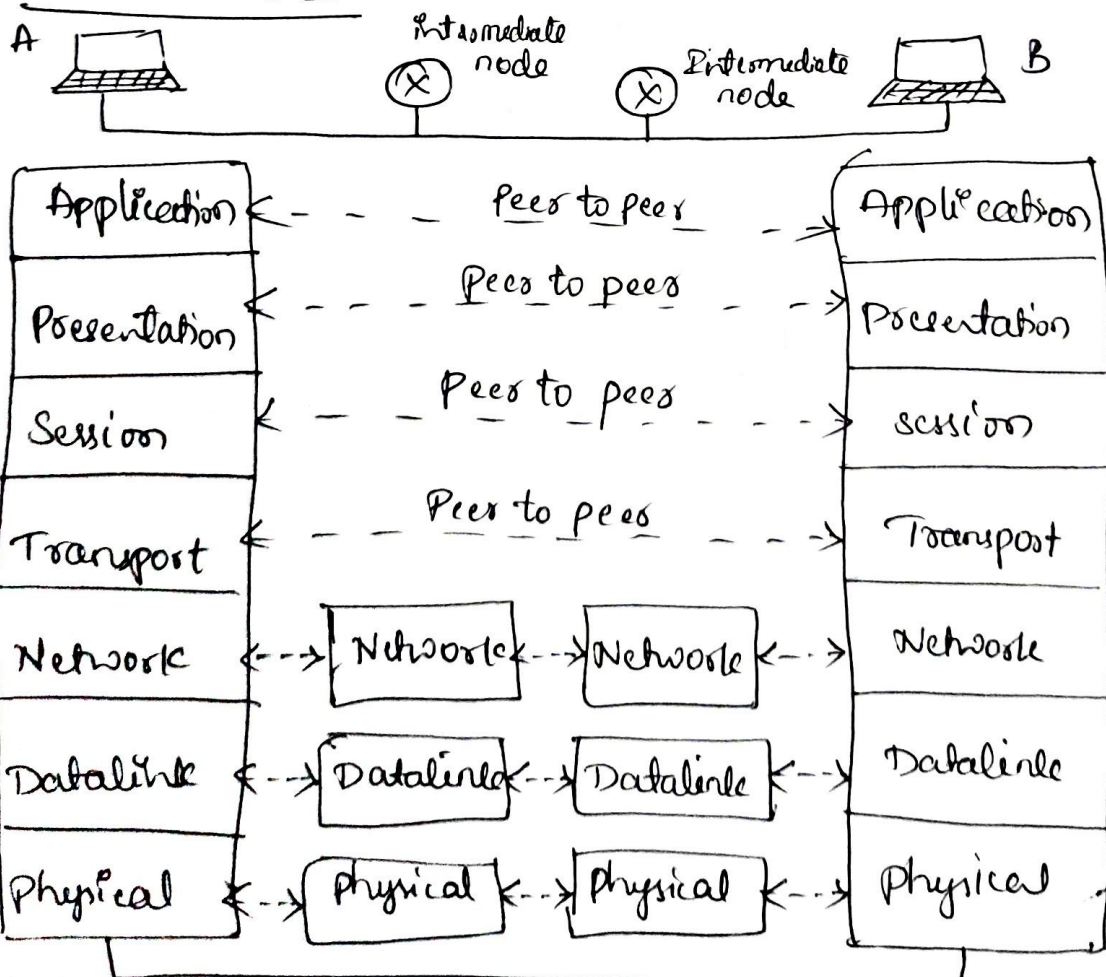 A
Intermediate
node
Intermediate
node
B
Application
Peer to peer
Application
Peer to peer
Presentation
Presentation
Peer to peer
Session
session
Peer to peer
Transport
Transport
Network
Network
Network
Network
Datalink
Datalink
Datalink
Datalink
Physical
Physical
Physical
Physical